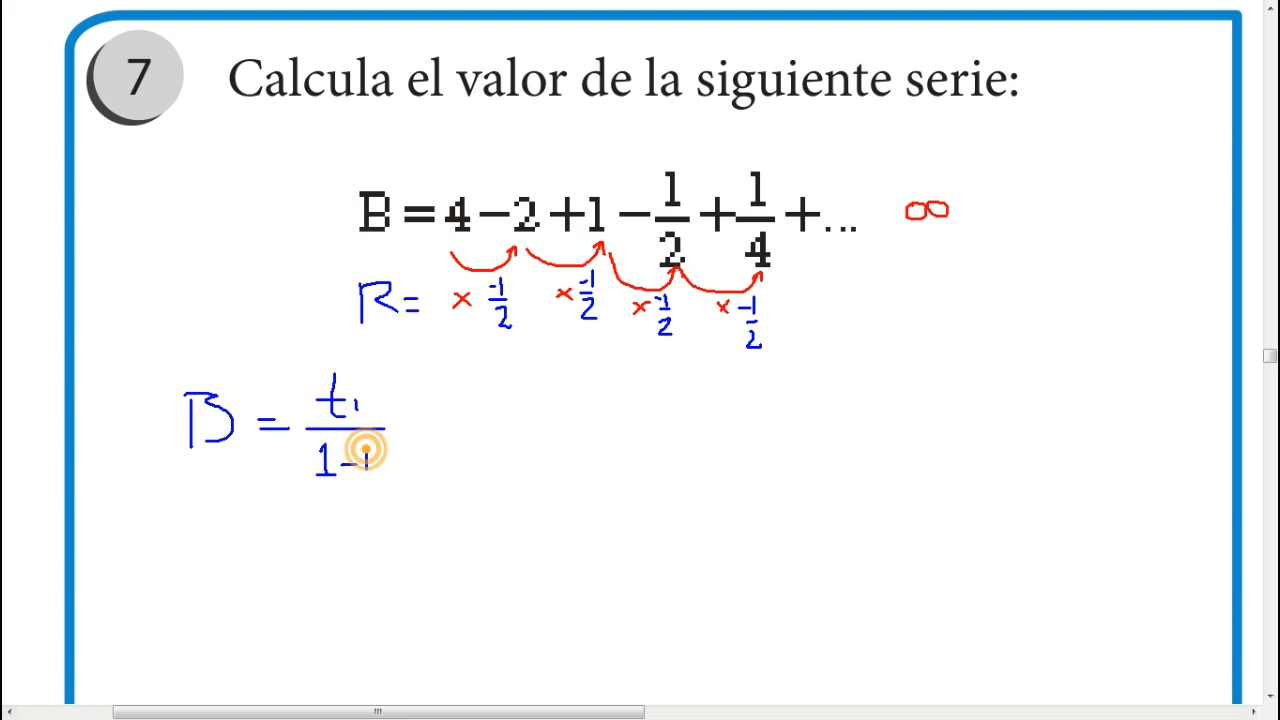 7 Calcula el valor de la siguiente serie:
B = 4 − 2 + 1 − 1/2 + 1/4 + ... ∞
R = × -1/2 × -1/2 × -1/2 × -1/2
B = t₁ / 1 -